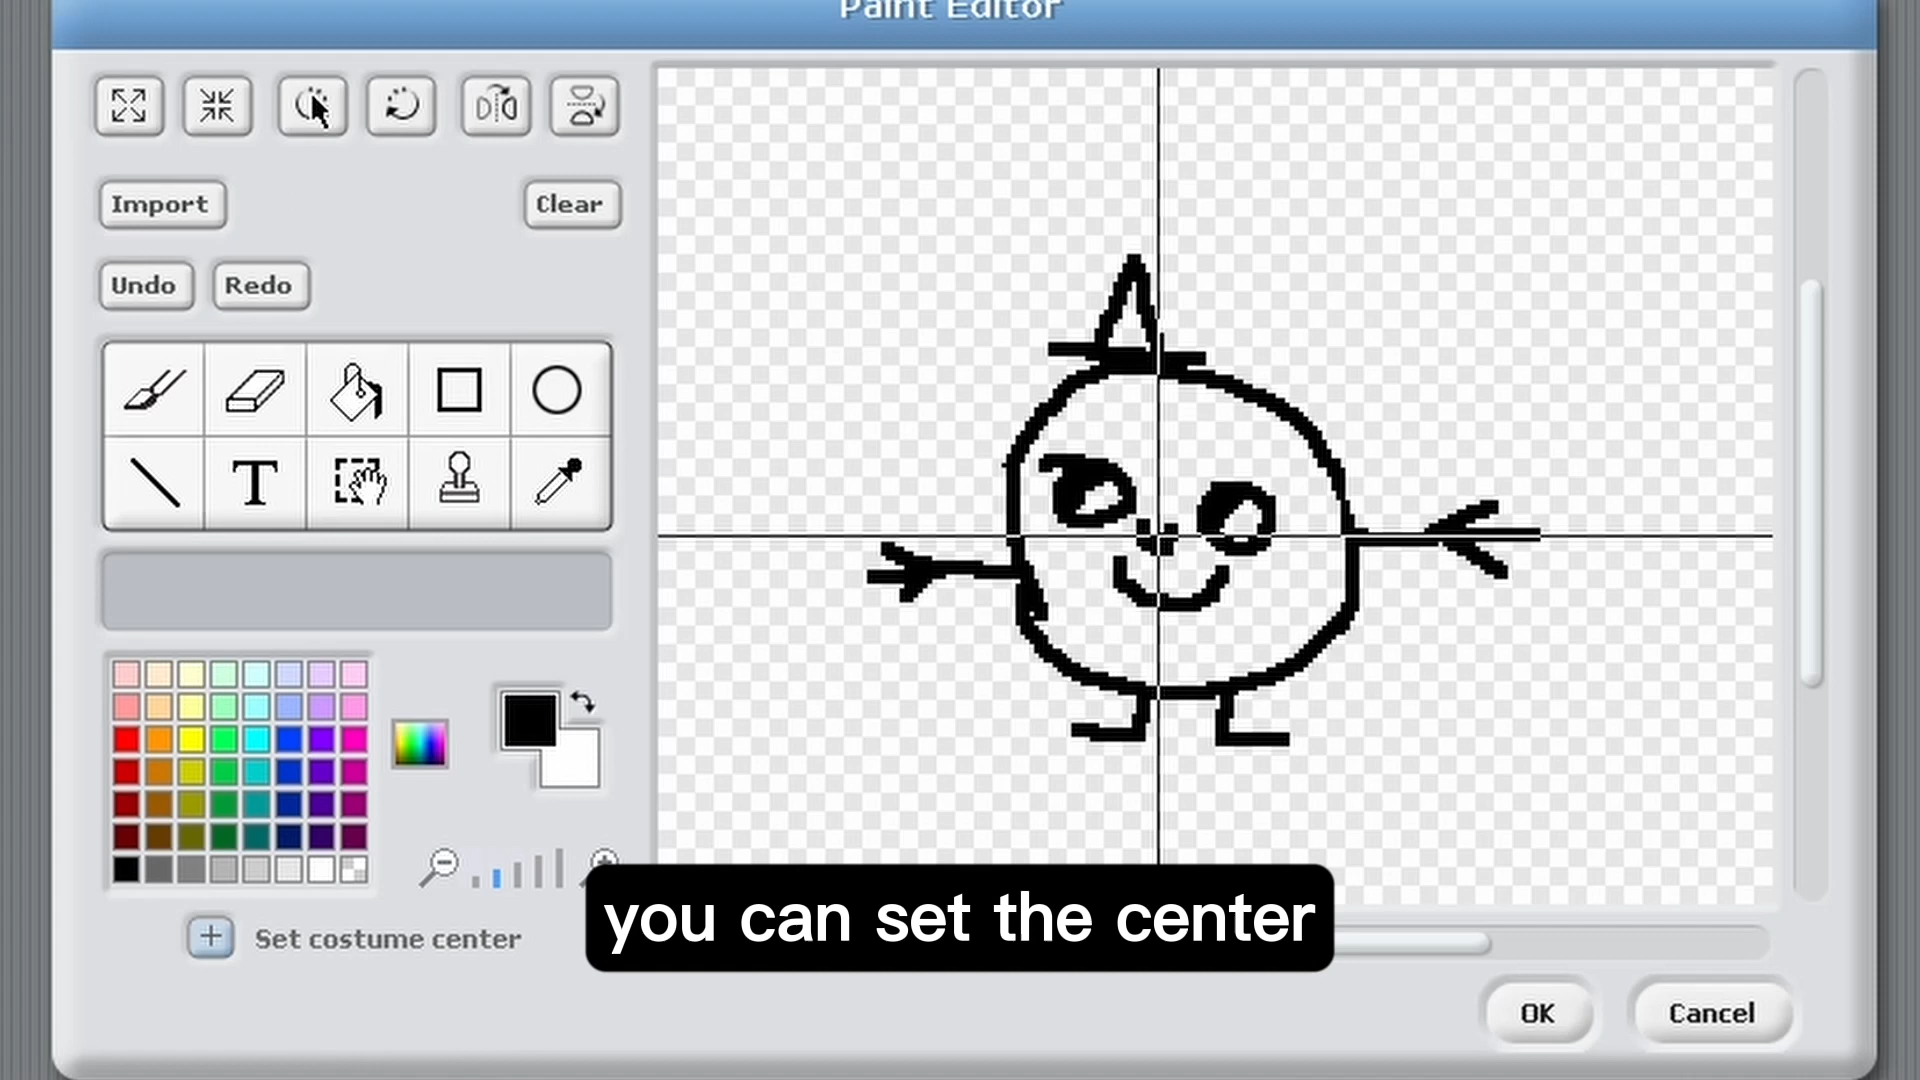 Paint Editor
Import
Clear
Undo
Redo
T
Set costume center
you can set the center
OK
Cancel